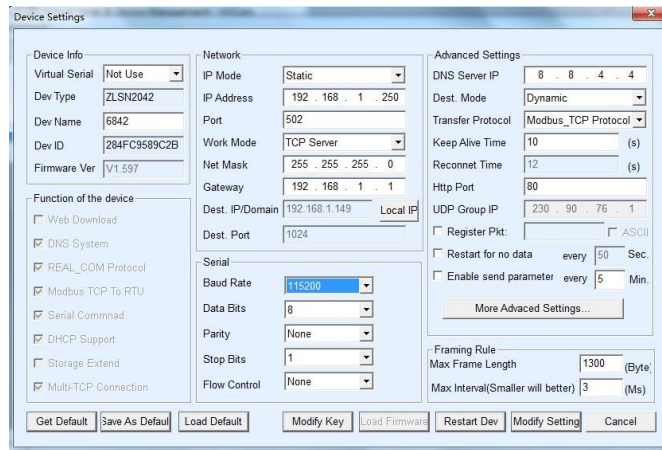 Device Settings
Device Info
Virtual Serial Not Use
Dev Type ZLSN2042
Dev Name 6842
Dev ID 284FC9589C2B
Firmware Ver V1.597
Function of the device
Web Download
DNS System
REAL_COM Protocol
Modbus TCP To RTU
Serial Commnad
DHCP Support
Storage Extend
Multi-TCP Connection
Network
IP Mode Static
IP Address 192 . 168 . 1 . 250
Port 502
Work Mode TCP Server
Net Mask 255 . 255 . 255 . 0
Gateway 192 . 168 . 1 . 1
Dest. IP/Domain 192.168.1.149 Local IP
Dest. Port 1024
Serial
Baud Rate 115200
Data Bits 8
Parity None
Stop Bits 1
Flow Control None
Advanced Settings
DNS Server IP 8 . 8 . 4 . 4
Dest. Mode Dynamic
Transfer Protocol Modbus_TCP Protocol
Keep Alive Time 10 (s)
Reconnet Time 12 (s)
Http Port 80
UDP Group IP 230 . 90 . 76 . 1
Register Pkt: ASCII
Restart for no data every 50 Sec.
Enable send parameter every 5 Min.
More Advaced Settings...
Framing Rule
Max Frame Length 1300 (Byte)
Max Interval(Smaller will better) 3 (Ms)
Get Default Save As Defaul Load Default Modify Key Load Firmware Restart Dev Modify Setting Cancel